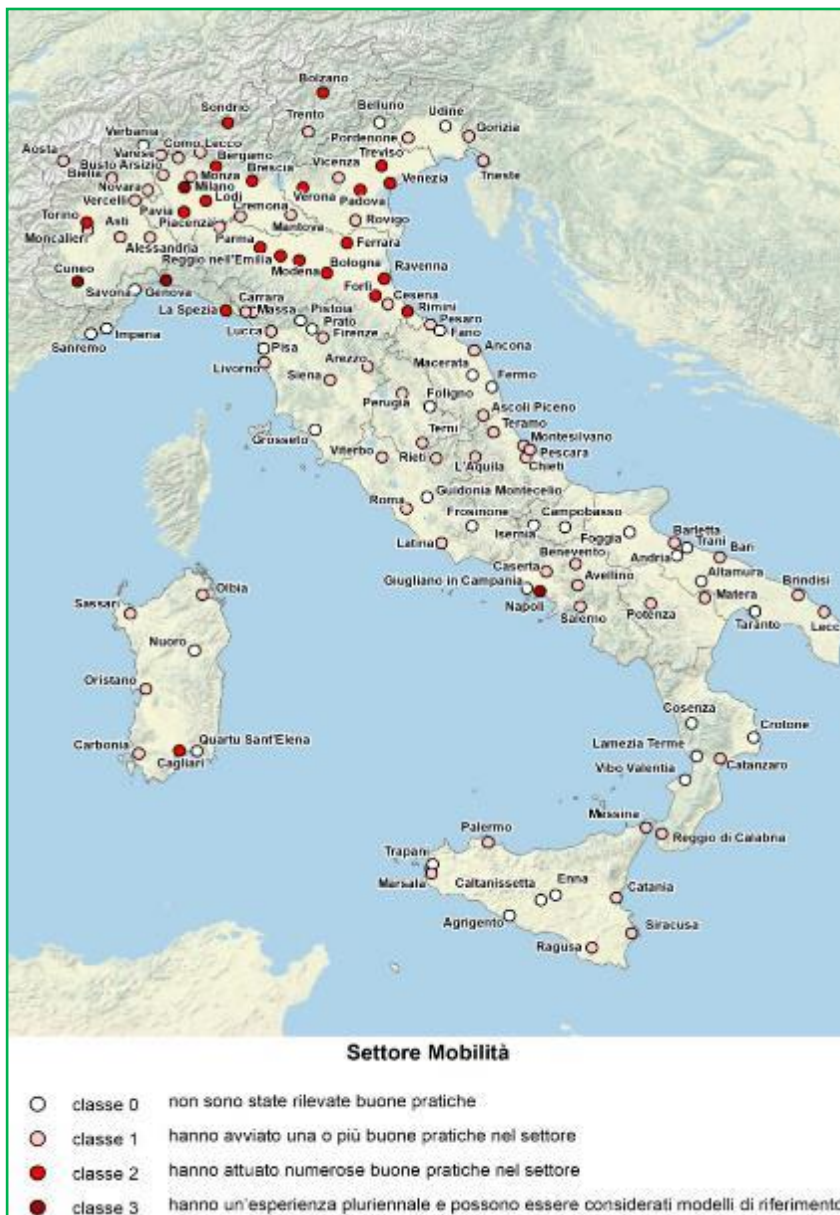 Bolzano
Sondrio
Belluno
Udine
Trento
Verbania
Pordenone
Gorizia
Aosta
Varese
Como
Lecco
Busto Arsizio
Bergamo
Vicenza
Treviso
Biella
Monza
Brescia
Venezia
Trieste
Novara
Milano
Vercelli
Lodi
Cremona
Verona
Padova
Torino
Asti
Pavia
Piacenza
Mantova
Rovigo
Moncalieri
Alessandria
Parma
Ferrara
Reggio nell'Emilia
Bologna
Cuneo
Modena
Ravenna
Savona
Genova
Forlì
Cesena
Carrara
Pistoia
La Spezia
Massa
Prato
Rimini
Imperia
Lucca
Firenze
Pesaro
Fano
Sanremo
Pisa
Arezzo
Ancona
Livorno
Siena
Macerata
Fermo
Perugia
Foligno
Ascoli Piceno
Grosseto
Terni
Teramo
Montesilvano
Viterbo
Rieti
Pescara
L'Aquila
Chieti
Guidonia Montecelio
Roma
Frosinone
Campobasso
Isernia
Foggia
Barletta
Trani
Latina
Benevento
Andria
Bari
Caserta
Avellino
Altamura
Giugliano in Campania
Brindisi
Matera
Napoli
Salerno
Potenza
Taranto
Lecc
Olbia
Sassari
Nuoro
Oristano
Cosenza
Crotone
Carbonia
Quartu Sant'Elena
Lamezia Terme
Cagliari
Catanzaro
Vibo Valentia
Messina
Palermo
Reggio di Calabria
Trapani
Marsala
Caltanissetta
Enna
Catania
Agrigento
Siracusa
Ragusa
Settore Mobilità
classe 0 non sono state rilevate buone pratiche
classe 1 hanno avviato una o più buone pratiche nel settore
classe 2 hanno attuato numerose buone pratiche nel settore
classe 3 hanno un'esperienza pluriennale e possono essere considerati modelli di riferimento